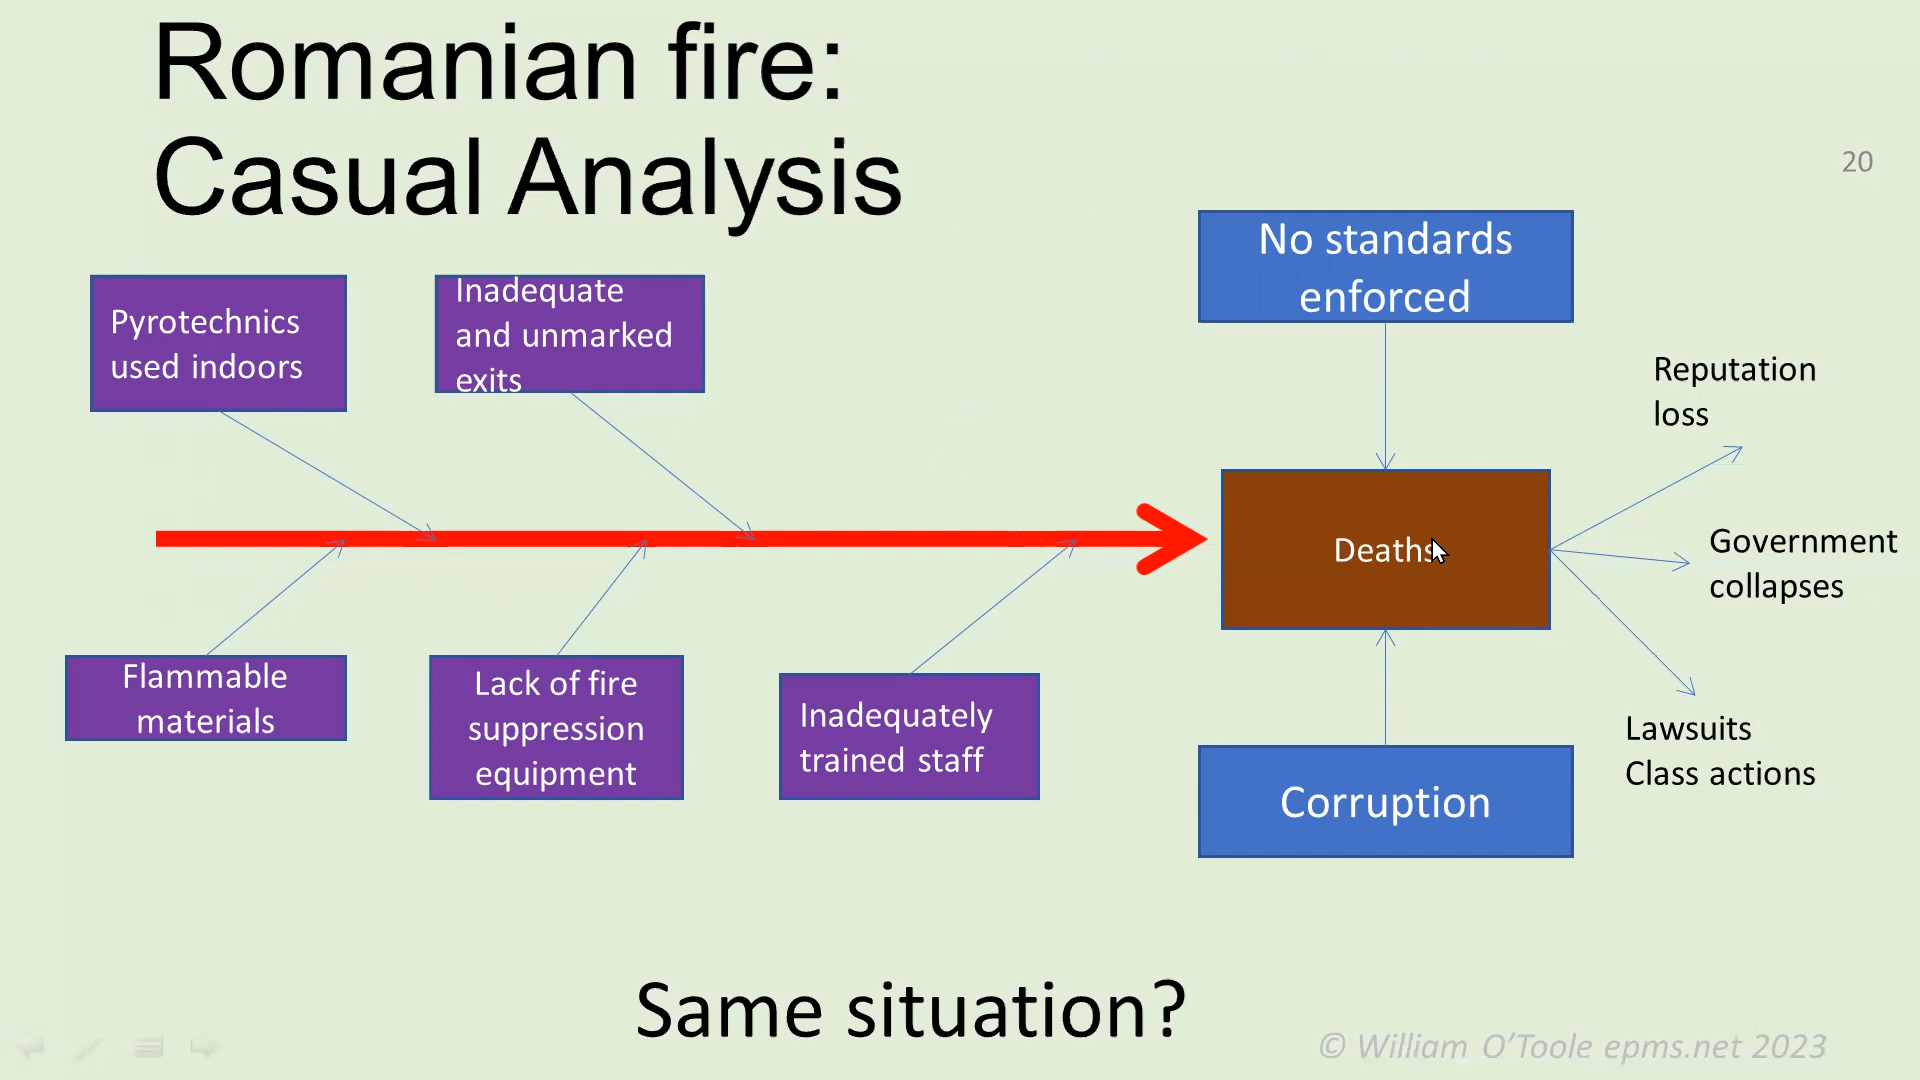 Romanian fire:
Casual Analysis
20
No standards
enforced
Pyrotechnics
used indoors
Inadequate
and unmarked
exits
Reputation
loss
Deaths
Government
collapses
Flammable
materials
Lack of fire
suppression
equipment
Inadequately
trained staff
Lawsuits
Class actions
Corruption
Same situation?
© William O’Toole epms.net 2023